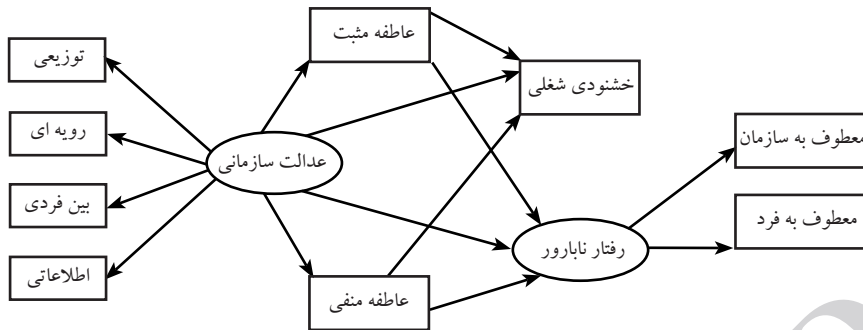 عاطفه مثبت
توزیعی
خشنودی شغلی
رویه ای
معطوف به سازمان
عدالت سازمانی
بین فردی
معطوف به فرد
رفتار نابارور
اطلاعاتی
عاطفه منفی